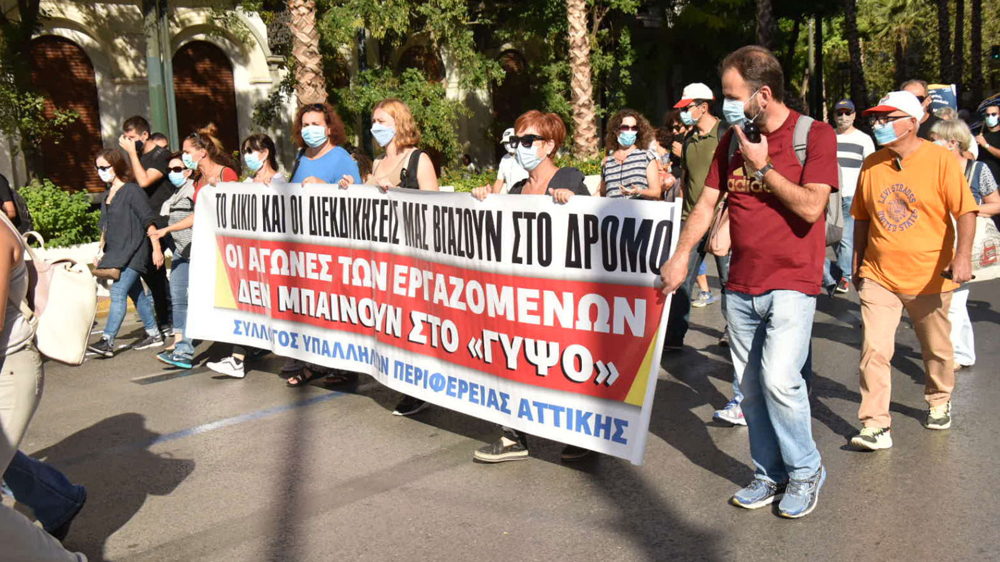 ΤΟ ΔΙΚΙΟ ΚΑΙ ΟΙ ΔΙΕΚΔΙΚΗΣΕΙΣ ΜΑΣ ΒΓΑΖΟΥΝ ΣΤΟ ΔΡΟΜΟ
ΟΙ ΑΓΩΝΕΣ ΤΩΝ ΕΡΓΑΖΟΜΕΝΩΝ
ΔΕΝ ΜΠΑΙΝΟΥΝ ΣΤΟ «ΓΥΨΟ»
ΣΥΛΛΟΓΟΣ ΥΠΑΛΛΗΛΩΝ ΠΕΡΙΦΕΡΕΙΑΣ ΑΤΤΙΚΗΣ
adidas
LEVI STRAUSS
UNITED STATES